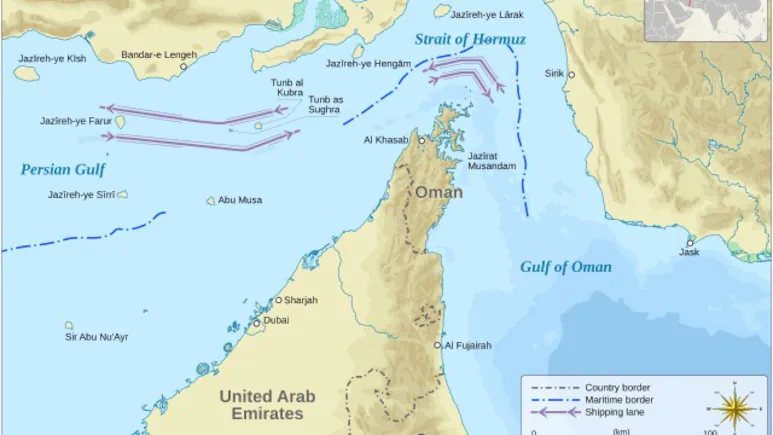 Jazīreh-ye Lārak
Strait of Hormuz
Jazīreh-ye Kīsh
Bandar-e Lengeh
Jazīreh-ye Hengām
Sirik
Tunb al
Kubra
Tunb as
Sughra
Jazīreh-ye Farur
Al Khasab
Jazīrat
Musandam
Persian Gulf
Oman
Jazīreh-ye Sīrrī
Abu Musa
Jask
Gulf of Oman
Sharjah
Dubai
Sir Abu Nu'Ayr
Al Fujairah
United Arab
Emirates
Country border
Maritime border
Shipping lane
0 (km) 100